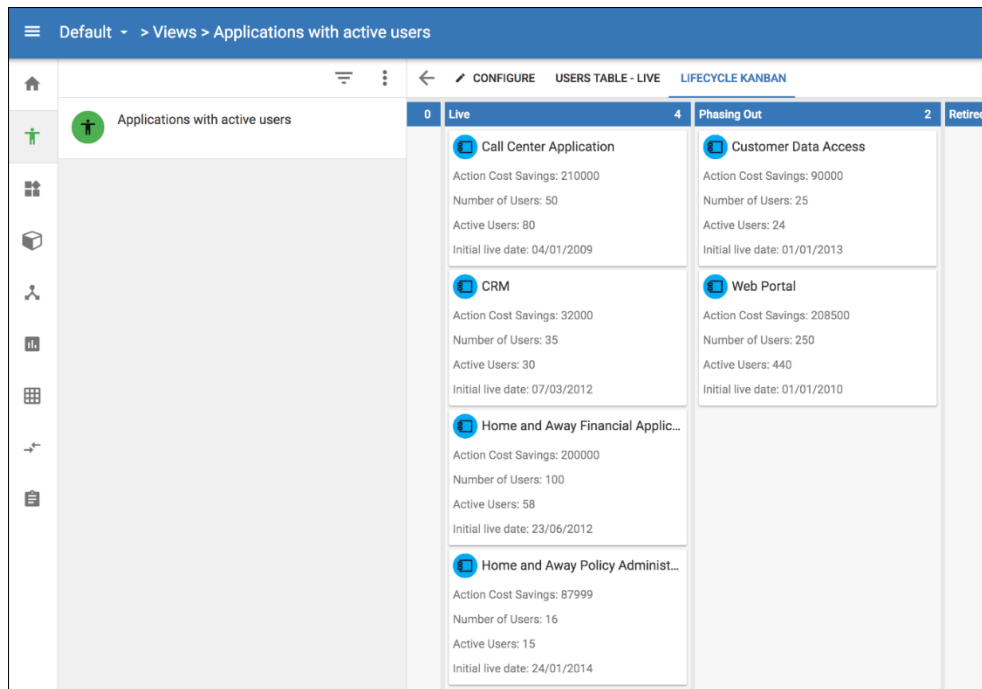 Default > Views > Applications with active users
CONFIGURE USERS TABLE - LIVE LIFECYCLE KANBAN
Applications with active users
0
Live 4
Call Center Application
Action Cost Savings: 210000
Number of Users: 50
Active Users: 80
Initial live date: 04/01/2009
CRM
Action Cost Savings: 32000
Number of Users: 35
Active Users: 30
Initial live date: 07/03/2012
Home and Away Financial Applic...
Action Cost Savings: 200000
Number of Users: 100
Active Users: 58
Initial live date: 23/06/2012
Home and Away Policy Administ...
Action Cost Savings: 87999
Number of Users: 16
Active Users: 15
Initial live date: 24/01/2014
Phasing Out 2
Customer Data Access
Action Cost Savings: 90000
Number of Users: 25
Active Users: 24
Initial live date: 01/01/2013
Web Portal
Action Cost Savings: 208500
Number of Users: 250
Active Users: 440
Initial live date: 01/01/2010
Retired